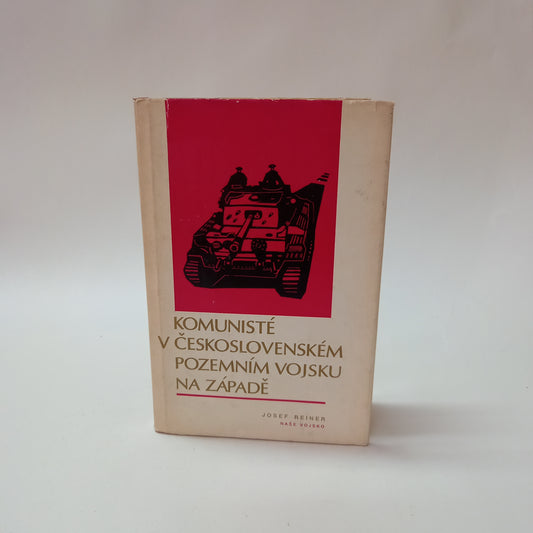 KOMUNISTÉ
V ČESKOSLOVENSKÉM
POZEMNÍM VOJSKU
NA ZÁPADĚ
JOSEF REINER
NAŠE VOJSKO